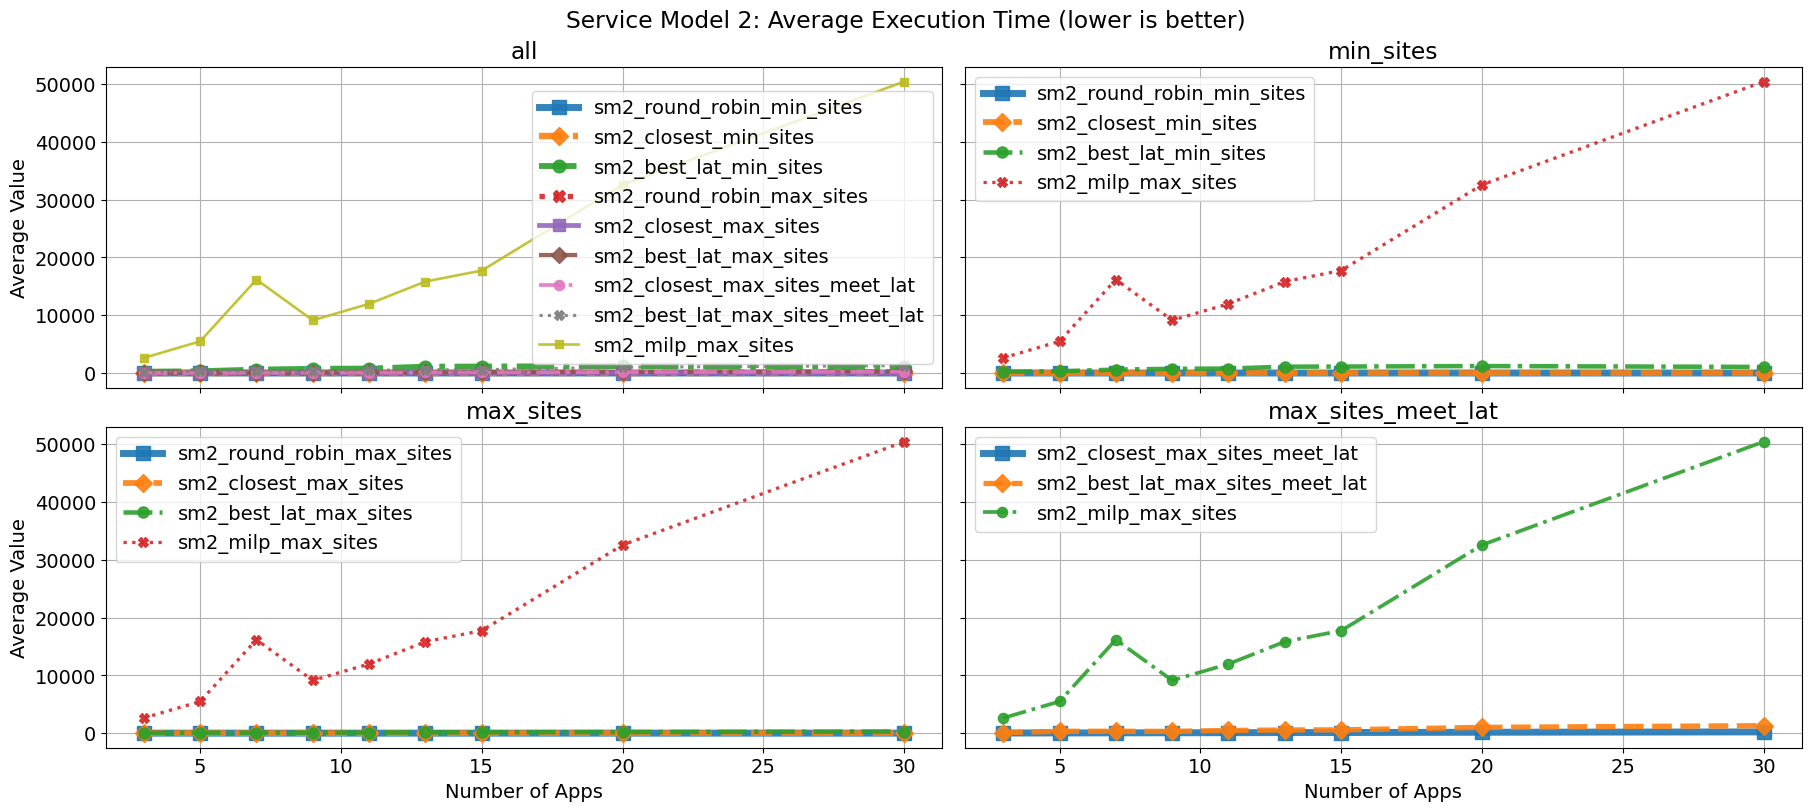 Service Model 2: Average Execution Time (lower is better)
all
Average Value
50000
40000
30000
20000
10000
0
sm2_round_robin_min_sites
sm2_closest_min_sites
sm2_best_lat_min_sites
sm2_round_robin_max_sites
sm2_closest_max_sites
sm2_best_lat_max_sites
sm2_closest_max_sites_meet_lat
sm2_best_lat_max_sites_meet_lat
sm2_milp_max_sites
min_sites
sm2_round_robin_min_sites
sm2_closest_min_sites
sm2_best_lat_min_sites
sm2_milp_max_sites
max_sites
Average Value
50000
40000
30000
20000
10000
0
sm2_round_robin_max_sites
sm2_closest_max_sites
sm2_best_lat_max_sites
sm2_milp_max_sites
5 10 15 20 25 30
Number of Apps
max_sites_meet_lat
sm2_closest_max_sites_meet_lat
sm2_best_lat_max_sites_meet_lat
sm2_milp_max_sites
5 10 15 20 25 30
Number of Apps